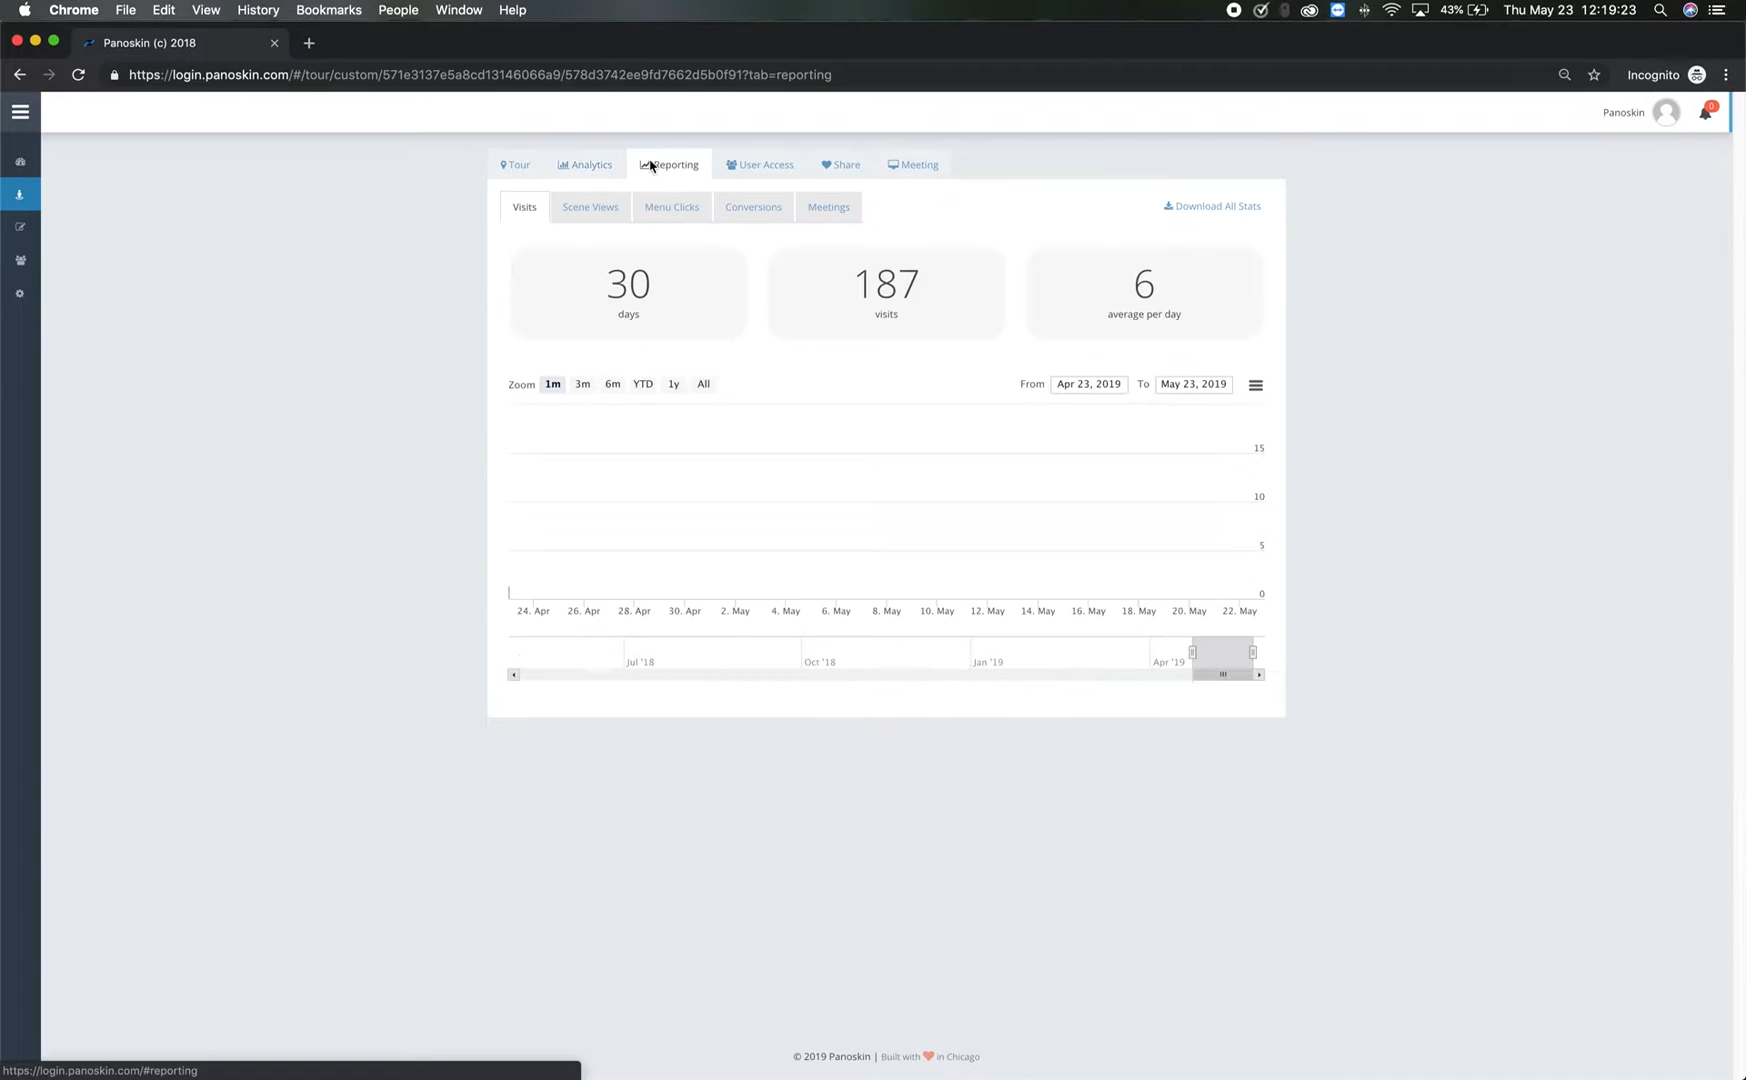 Chrome File Edit View History Bookmarks People Window Help 43% Thu May 23 12:19:23
Panoskin (c) 2018
https://login.panoskin.com/#/tour/custom/571e3137e5a8cd13146066a9/578d3742ee9fd7662d5b0f91?tab=reporting Incognito
Panoskin 0
Tour Analytics Reporting User Access Share Meeting
Visits Scene Views Menu Clicks Conversions Meetings Download All Stats
30 187 6
days visits average per day
Zoom 1m 3m 6m YTD 1y All From Apr 23, 2019 To May 23, 2019
15
10
5
0
24. Apr 26. Apr 28. Apr 30. Apr 2. May 4. May 6. May 8. May 10. May 12. May 14. May 16. May 18. May 20. May 22. May
Jul '18 Oct '18 Jan '19 Apr '19
© 2019 Panoskin | Built with ❤ in Chicago
https://login.panoskin.com/#reporting